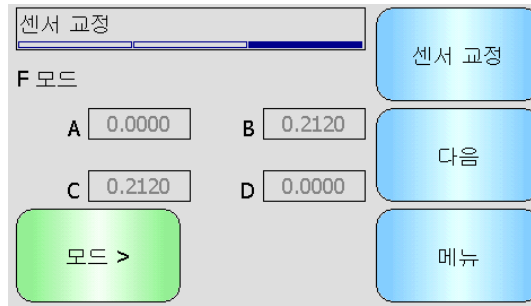 센서 교정
F 모드
A 0.0000 B 0.2120
C 0.2120 D 0.0000
모드 >
센서 교정
다음
메뉴